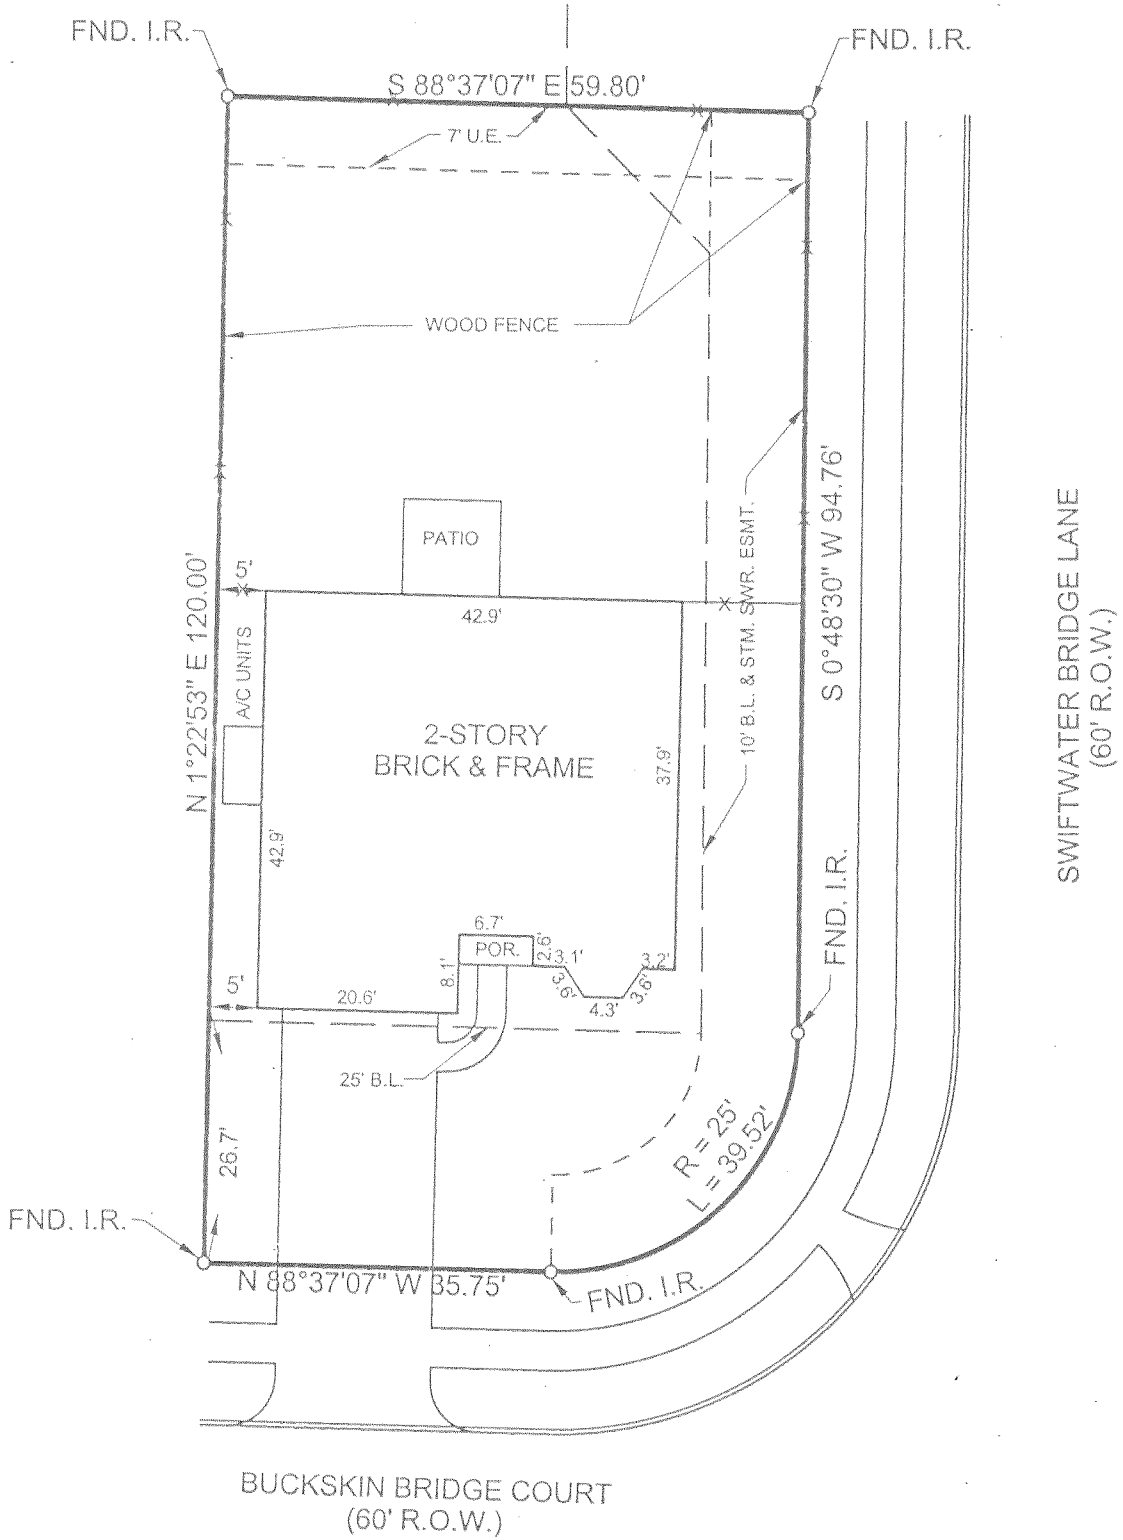 FND. I.R.
FND. I.R.
S 88°37'07" E 59.80'
7' U.E.
WOOD FENCE
PATIO
S 0°48'30" W 94.76'
10' B.L. & STM. SWR. ESMT.
SWIFTWATER BRIDGE LANE
(60' R.O.W.)
N 1°22'53" E 120.00'
5'
42.9'
A/C UNITS
2-STORY
BRICK & FRAME
37.9'
42.9'
FND. I.R.
6.7'
POR.
2.6'
8.1'
3.1'
3.6'
4.3'
3.6'
3.2'
5'
20.6'
25' B.L.
26.7'
R = 25'
L = 39.52'
FND. I.R.
N 88°37'07" W 35.75'
FND. I.R.
BUCKSKIN BRIDGE COURT
(60' R.O.W.)